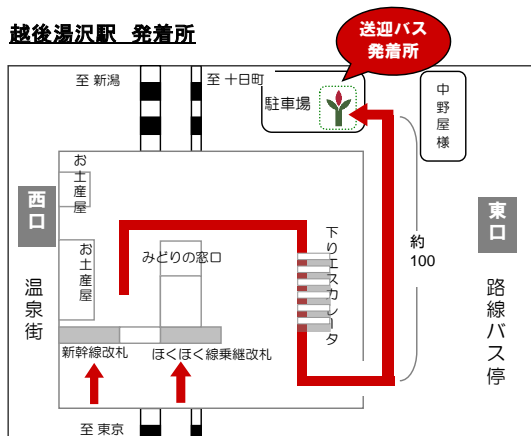 越後湯沢駅 発着所
送迎バス
発着所
至 新潟
至 十日町
駐車場
中野屋様
お土産屋
西口
東口
みどりの窓口
下りエスカレータ
約
100
お土産屋
温泉街
路線バス停
新幹線改札
ほくほく線乗継改札
至 東京